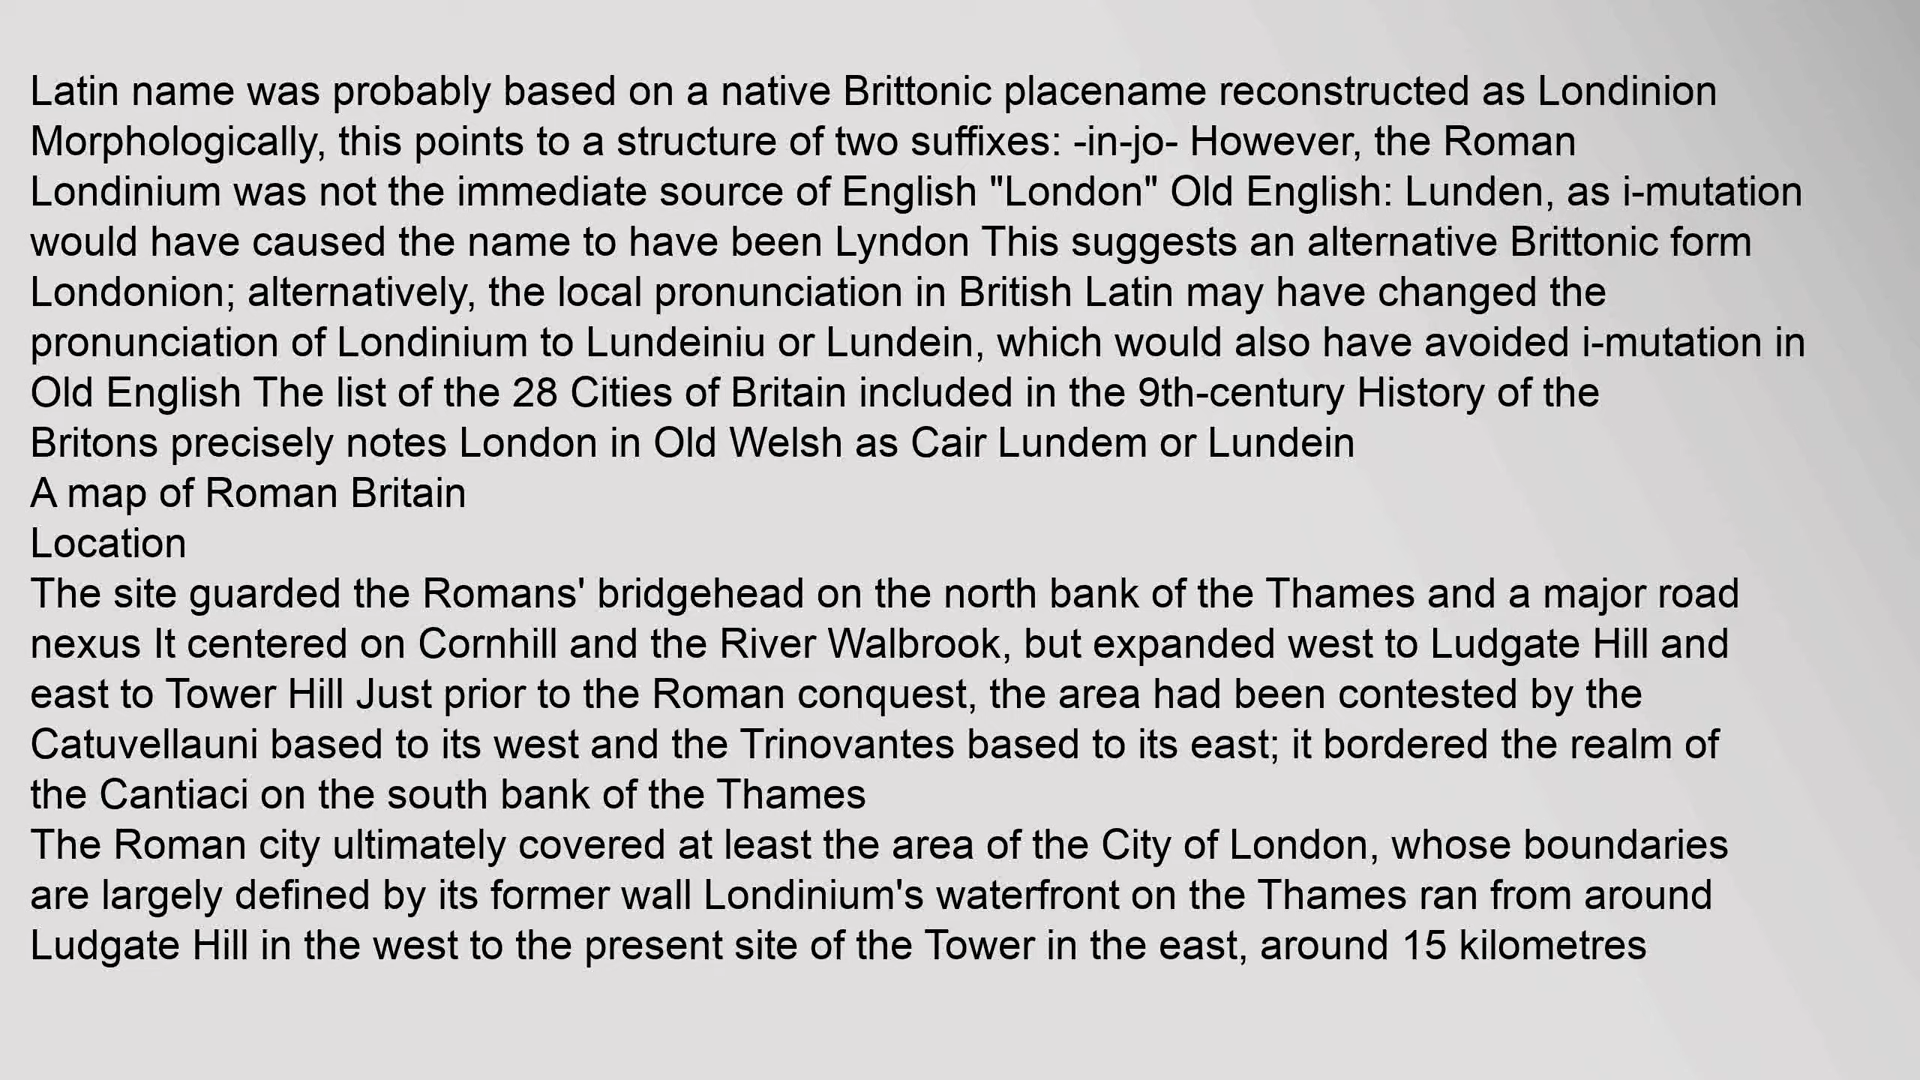 Latin name was probably based on a native Brittonic placename reconstructed as Londinion
Morphologically, this points to a structure of two suffixes: -in-jo- However, the Roman
Londinium was not the immediate source of English "London" Old English: Lunden, as i-mutation
would have caused the name to have been Lyndon This suggests an alternative Brittonic form
Londonion; alternatively, the local pronunciation in British Latin may have changed the
pronunciation of Londinium to Lundeiniu or Lundein, which would also have avoided i-mutation in
Old English The list of the 28 Cities of Britain included in the 9th-century History of the
Britons precisely notes London in Old Welsh as Cair Lundem or Lundein
A map of Roman Britain
Location
The site guarded the Romans' bridgehead on the north bank of the Thames and a major road
nexus It centered on Cornhill and the River Walbrook, but expanded west to Ludgate Hill and
east to Tower Hill Just prior to the Roman conquest, the area had been contested by the
Catuvellauni based to its west and the Trinovantes based to its east; it bordered the realm of
the Cantiaci on the south bank of the Thames
The Roman city ultimately covered at least the area of the City of London, whose boundaries
are largely defined by its former wall Londinium's waterfront on the Thames ran from around
Ludgate Hill in the west to the present site of the Tower in the east, around 15 kilometres